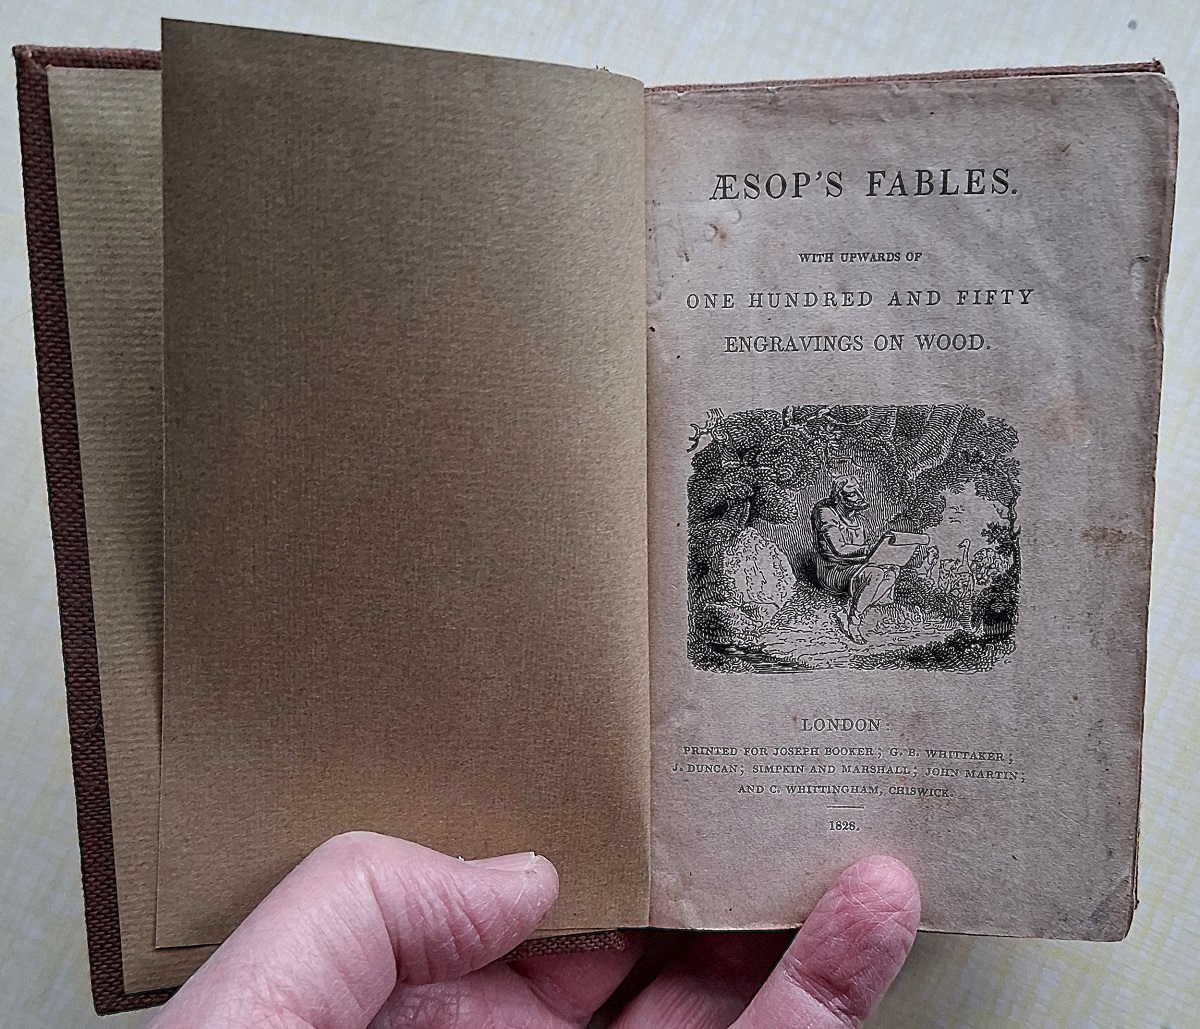 ÆSOP'S FABLES.
WITH UPWARDS OF
ONE HUNDRED AND FIFTY
ENGRAVINGS ON WOOD.
LONDON:
PRINTED FOR JOSEPH BOOKER; G. B. WHITTAKER;
J. DUNCAN; SIMPKIN AND MARSHALL; JOHN MARTIN;
AND C. WHITTINGHAM, CHISWICK.
1828.